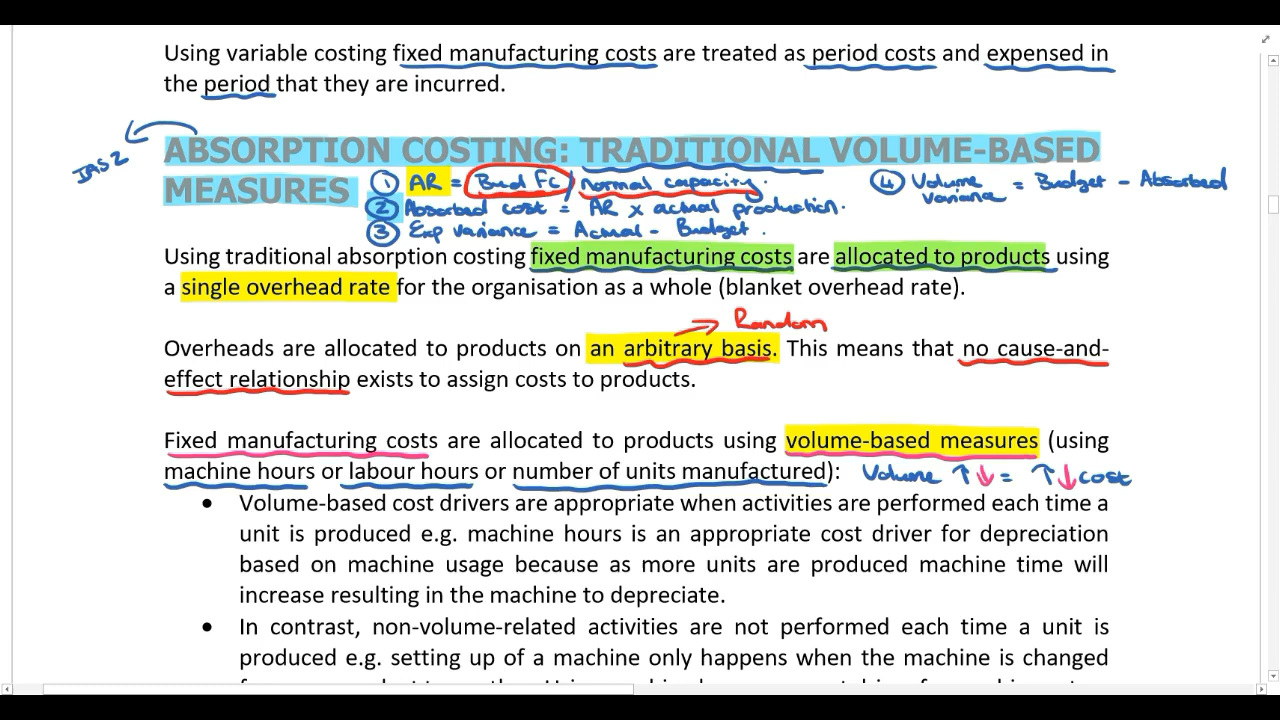 Using variable costing fixed manufacturing costs are treated as period costs and expensed in
the period that they are incurred.
IAS 2
ABSORPTION COSTING: TRADITIONAL VOLUME-BASED
MEASURES
① AR = Bud FC / normal capacity.
② Absorbed cost = AR x actual production.
③ Exp variance = Actual - Budget.
④ Volume variance = Budget - Absorbed
Using traditional absorption costing fixed manufacturing costs are allocated to products using
a single overhead rate for the organisation as a whole (blanket overhead rate).
Random
Overheads are allocated to products on an arbitrary basis. This means that no cause-and-
effect relationship exists to assign costs to products.
Fixed manufacturing costs are allocated to products using volume-based measures (using
machine hours or labour hours or number of units manufactured): Volume ↑↓ = ↑↓ cost
• Volume-based cost drivers are appropriate when activities are performed each time a
unit is produced e.g. machine hours is an appropriate cost driver for depreciation
based on machine usage because as more units are produced machine time will
increase resulting in the machine to depreciate.
• In contrast, non-volume-related activities are not performed each time a unit is
produced e.g. setting up of a machine only happens when the machine is changed